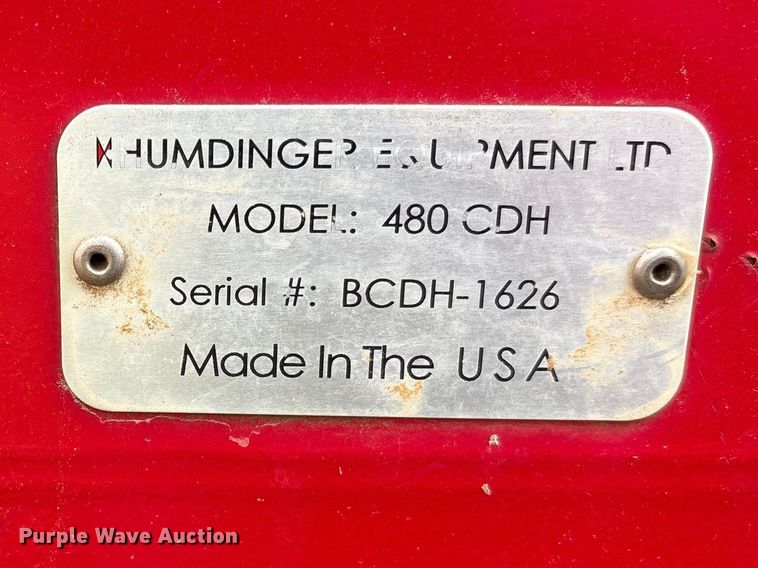 HUMDINGER EQUIPMENT LTD
MODEL: 480 CDH
Serial #: BCDH-1626
Made In The USA
Purple Wave Auction